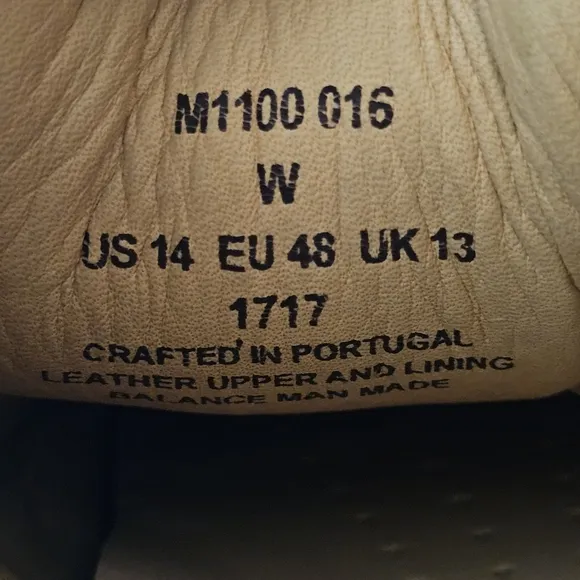 M1100 016
W
US 14 EU 48 UK 13
1717
CRAFTED IN PORTUGAL
LEATHER UPPER AND LINING
BALANCE MAN MADE